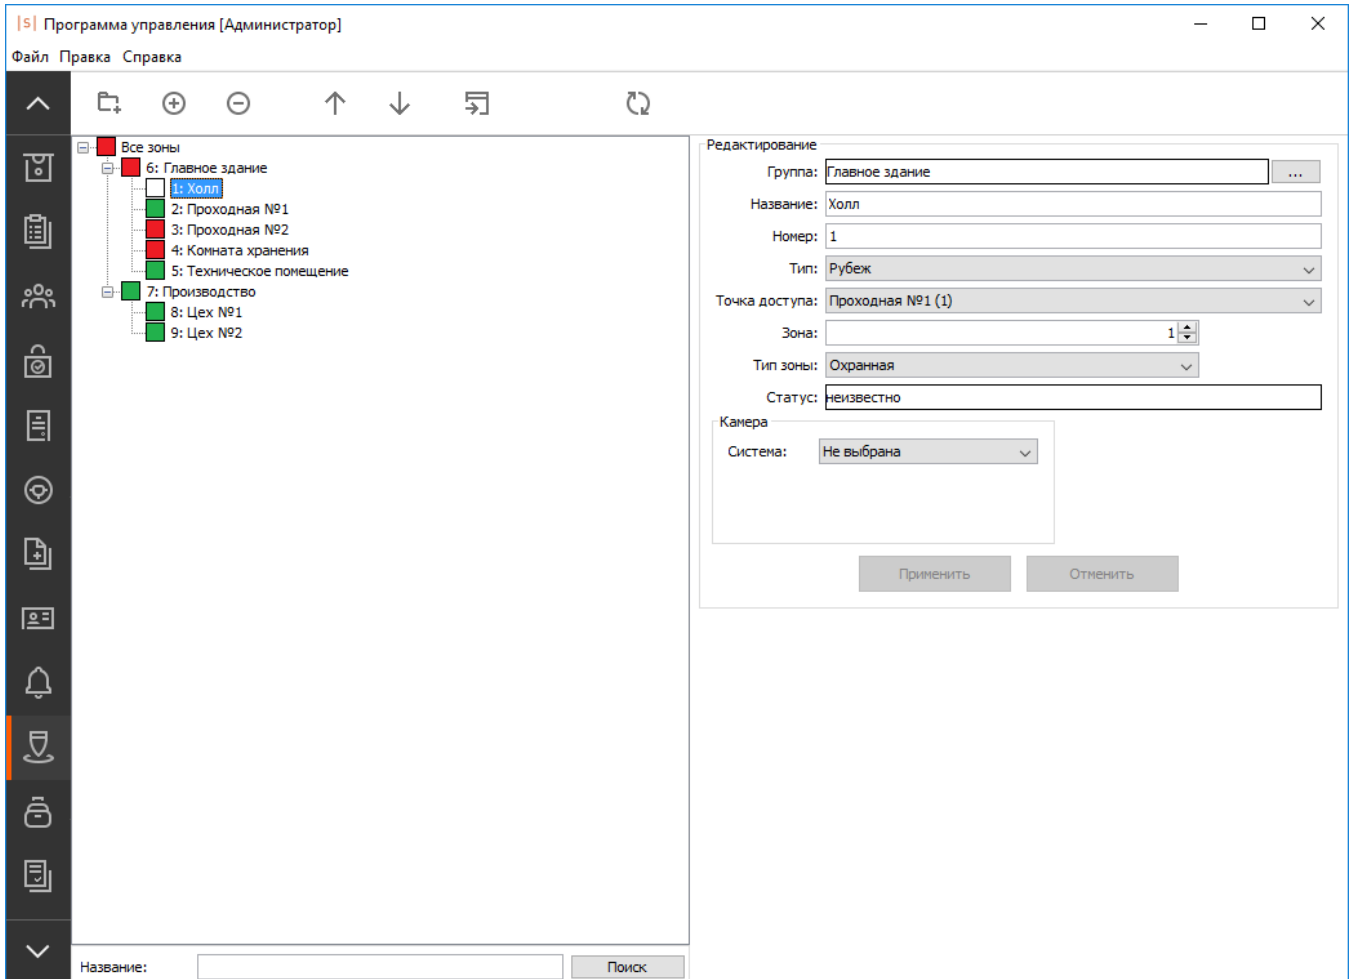 |S| Программа управления [Администратор]
Файл Правка Справка
Все зоны
6: Главное здание
1: Холл
2: Проходная №1
3: Проходная №2
4: Комната хранения
5: Техническое помещение
7: Производство
8: Цех №1
9: Цех №2
Название:
Поиск
Редактирование
Группа: Главное здание ...
Название: Холл
Номер: 1
Тип: Рубеж
Точка доступа: Проходная №1 (1)
Зона: 1
Тип зоны: Охранная
Статус: неизвестно
Камера
Система: Не выбрана
Применить Отменить